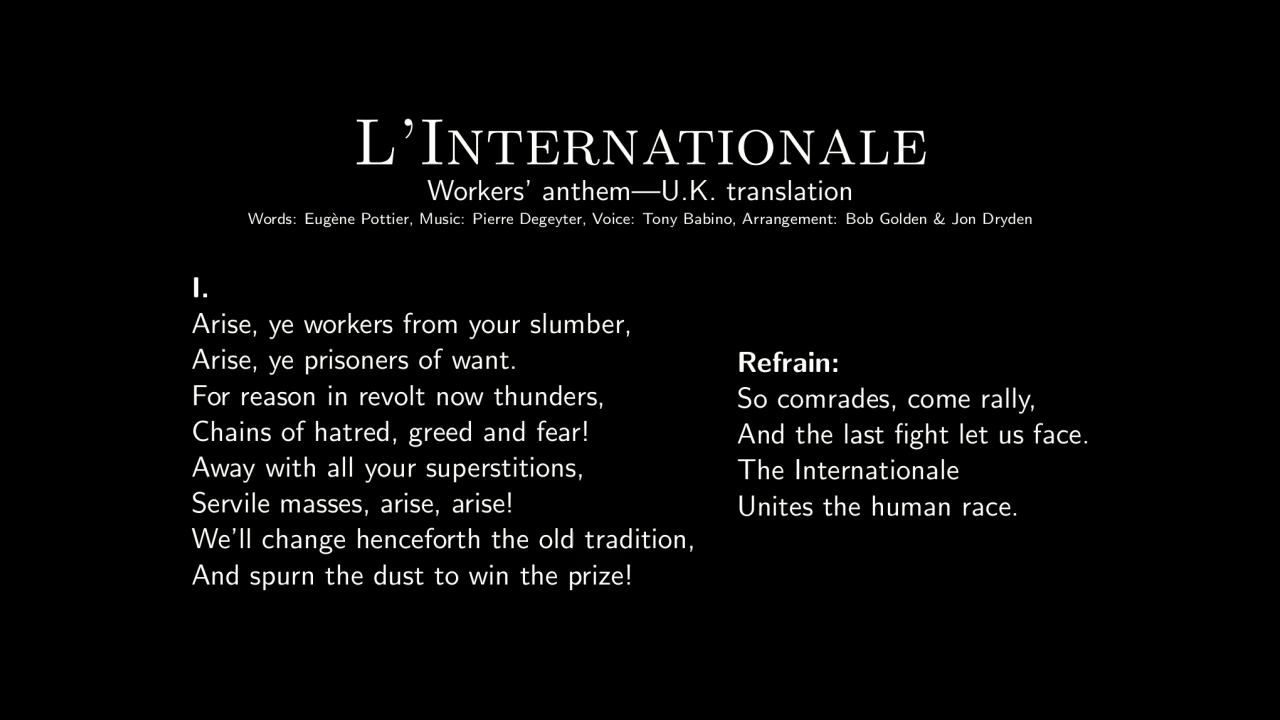 L'Internationale
Workers' anthem—U.K. translation
Words: Eugène Pottier, Music: Pierre Degeyter, Voice: Tony Babino, Arrangement: Bob Golden & Jon Dryden
I.
Arise, ye workers from your slumber,
Arise, ye prisoners of want.
For reason in revolt now thunders,
Chains of hatred, greed and fear!
Away with all your superstitions,
Servile masses, arise, arise!
We'll change henceforth the old tradition,
And spurn the dust to win the prize!
Refrain:
So comrades, come rally,
And the last fight let us face.
The Internationale
Unites the human race.